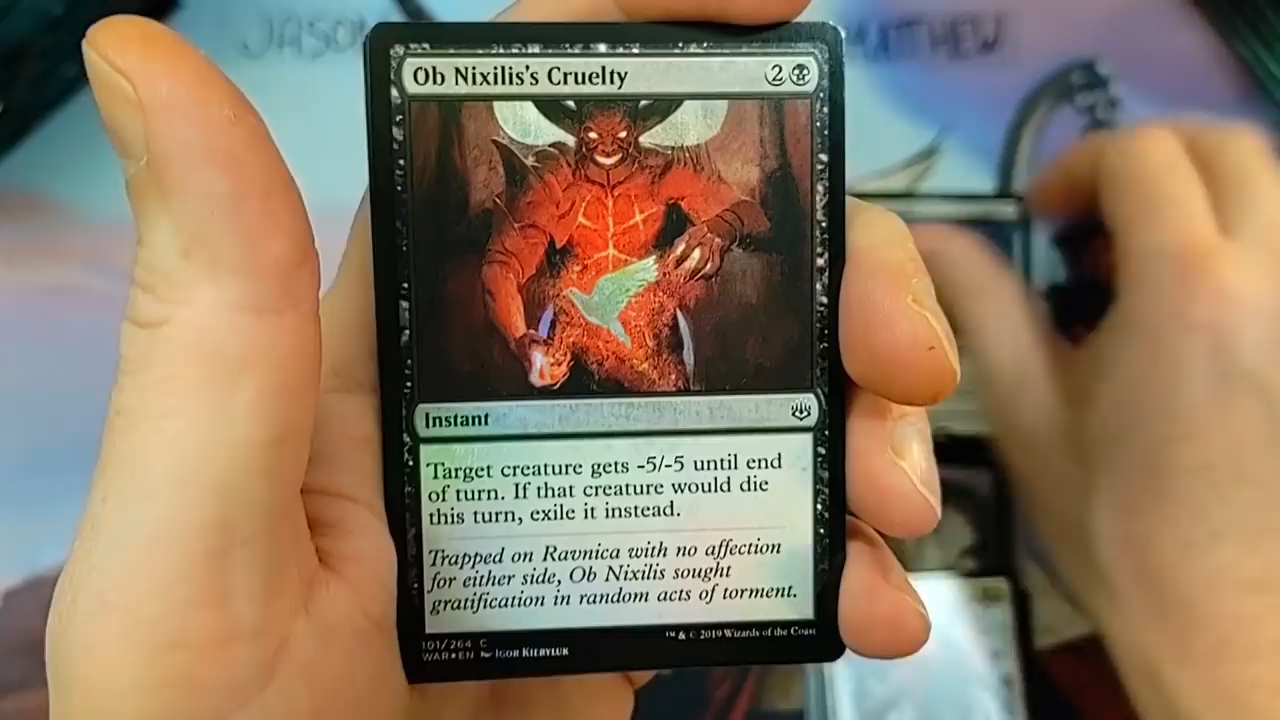 JASON
Ob Nixilis's Cruelty 2
Instant
Target creature gets -5/-5 until end
of turn. If that creature would die
this turn, exile it instead.
Trapped on Ravnica with no affection
for either side, Ob Nixilis sought
gratification in random acts of torment.
101/264 C
WAR★EN Igor Kieryluk
™ & © 2019 Wizards of the Coast